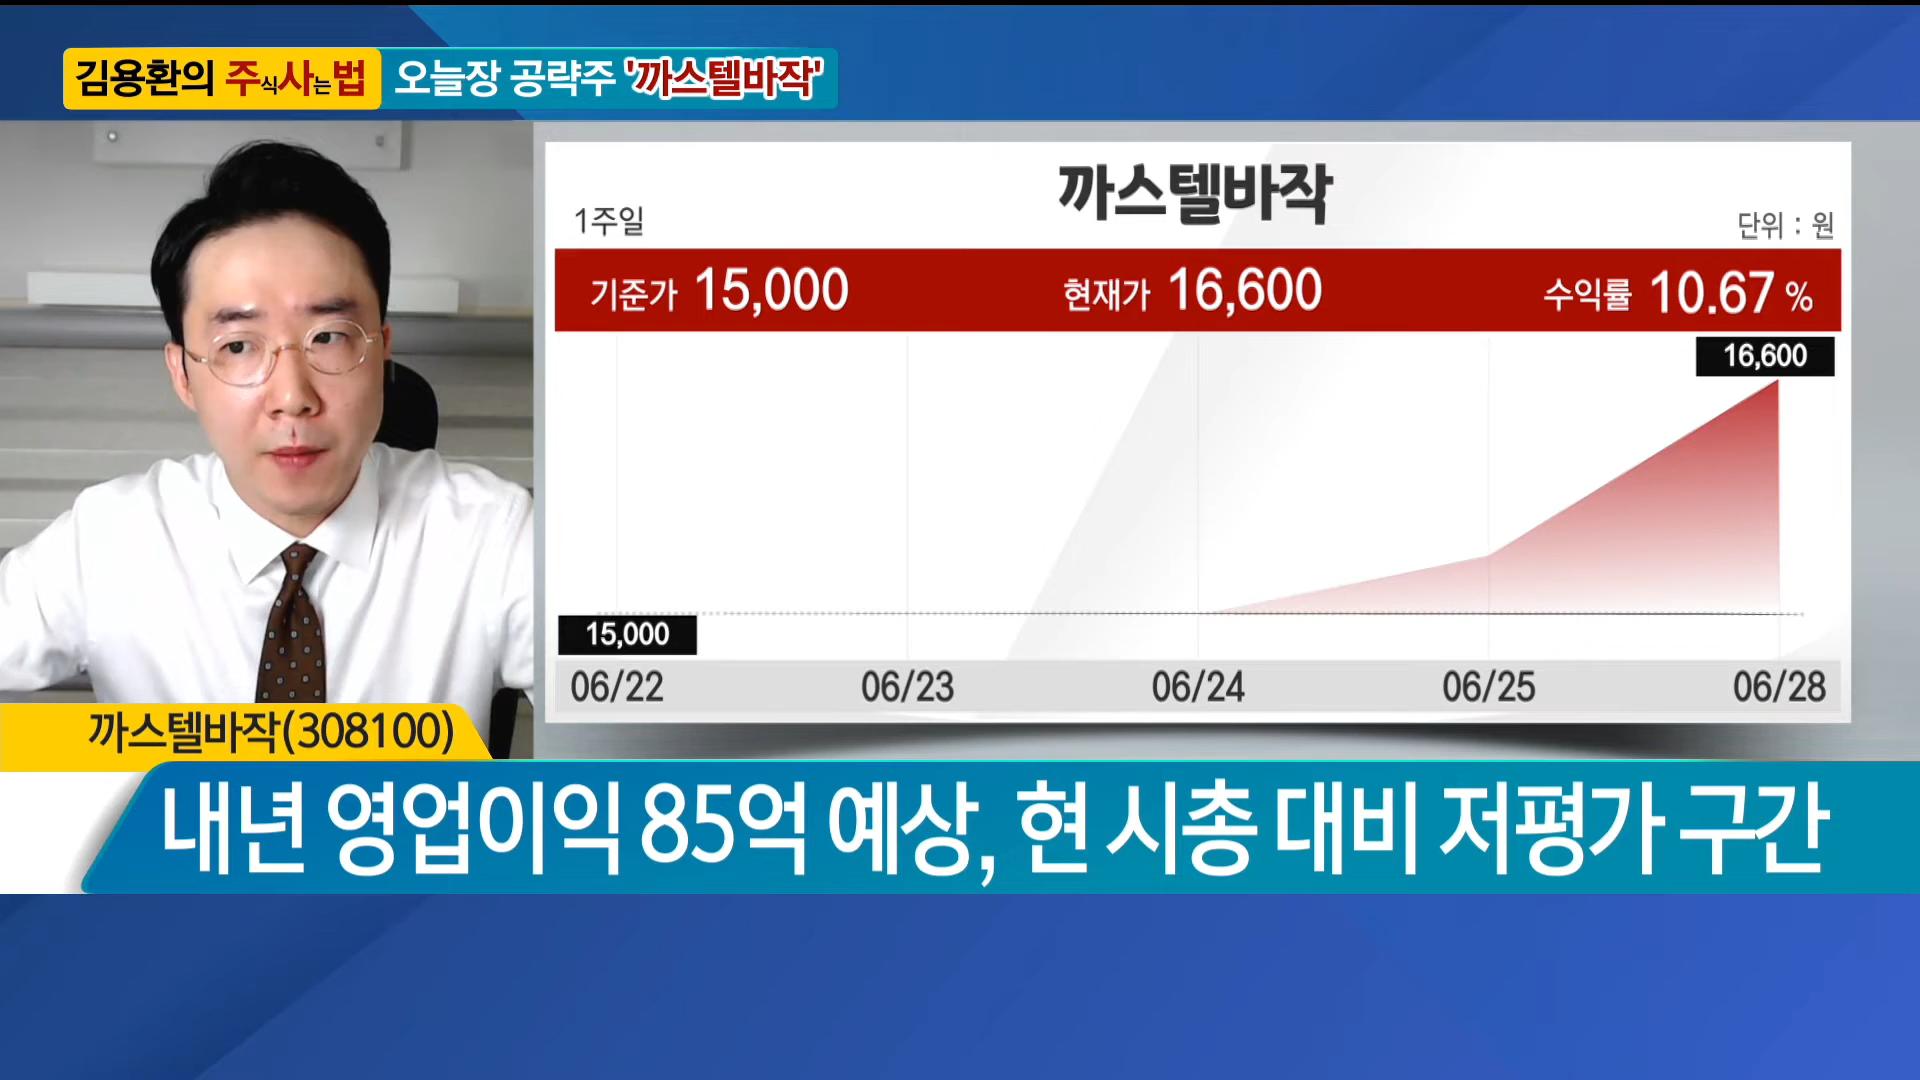 김용환의 주식사는법 오늘장 공략주 '까스텔바작'
까스텔바작
1주일
단위 : 원
기준가 15,000 현재가 16,600 수익률 10.67 %
16,600
15,000
06/22 06/23 06/24 06/25 06/28
까스텔바작(308100)
내년 영업이익 85억 예상, 현 시총 대비 저평가 구간